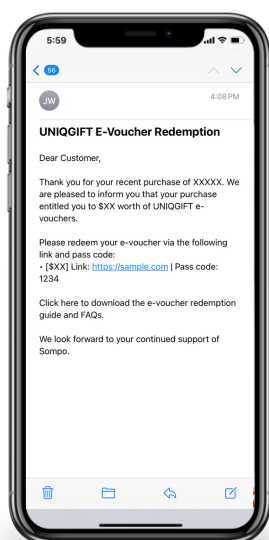 5:59
56
JW
4:08 PM
UNIQGIFT E-Voucher Redemption
Dear Customer,
Thank you for your recent purchase of XXXXX. We
are pleased to inform you that your purchase
entitled you to $XX worth of UNIQGIFT e-
vouchers.
Please redeem your e-voucher via the following
link and pass code:
• [$XX] Link: https://sample.com | Pass code:
1234
Click here to download the e-voucher redemption
guide and FAQs.
We look forward to your continued support of
Sompo.